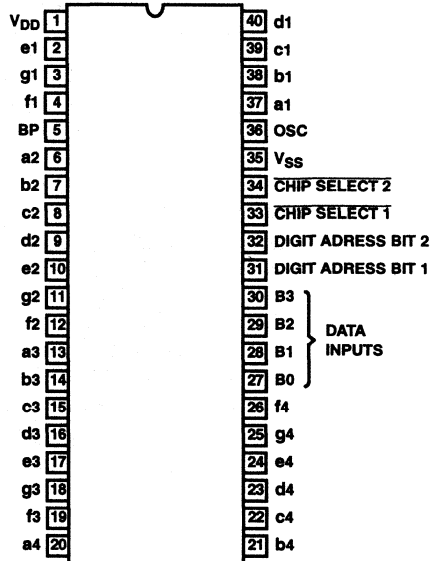 VDD 1 40 d1
e1 2 39 c1
g1 3 38 b1
f1 4 37 a1
BP 5 36 OSC
a2 6 35 VSS
b2 7 34 CHIP SELECT 2
c2 8 33 CHIP SELECT 1
d2 9 32 DIGIT ADRESS BIT 2
e2 10 31 DIGIT ADRESS BIT 1
g2 11 30 B3
f2 12 29 B2
a3 13 28 B1
b3 14 27 B0
DATA
INPUTS
c3 15 26 f4
d3 16 25 g4
e3 17 24 e4
g3 18 23 d4
f3 19 22 c4
a4 20 21 b4